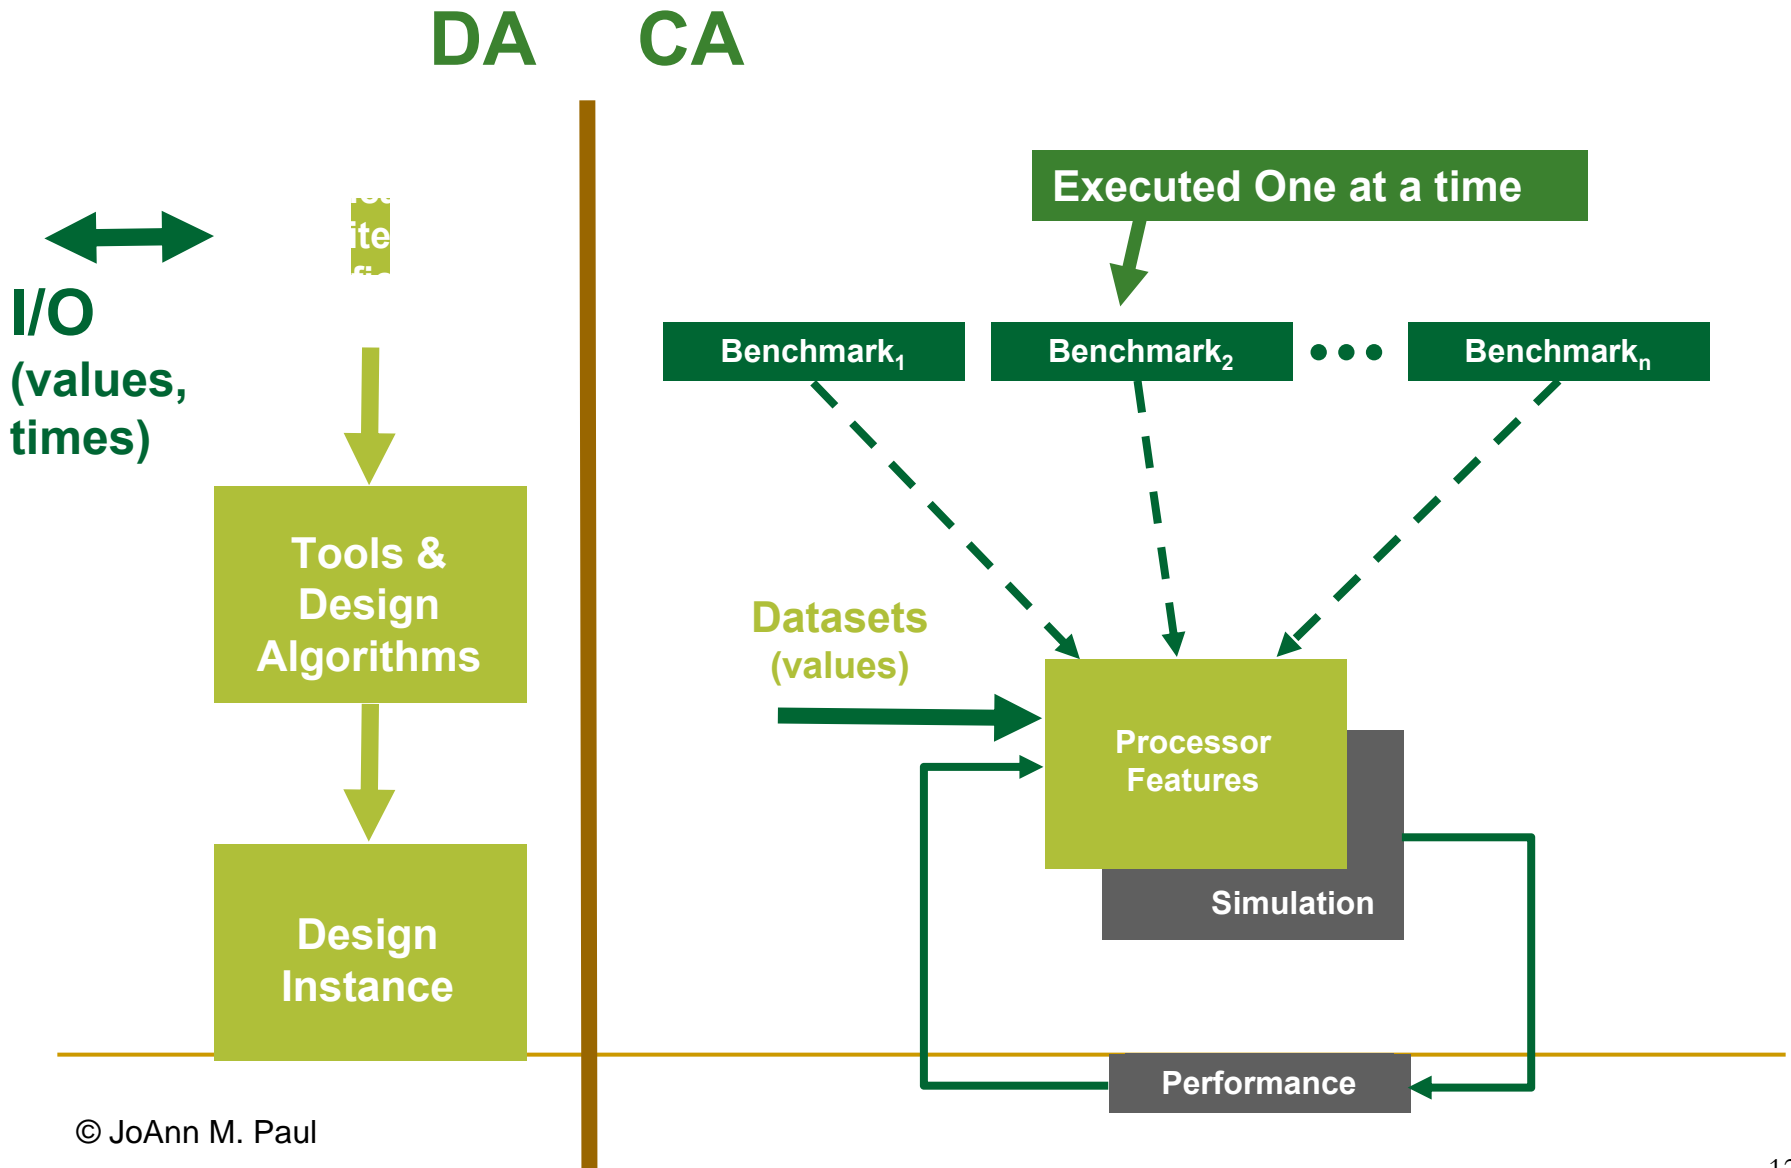 DA
CA
Executed One at a time
I/O
(values,
times)
Benchmark1
Benchmark2
Benchmarkn
Tools &
Design
Algorithms
Datasets
(values)
Processor
Features
Simulation
Design
Instance
Performance
© JoAnn M. Paul